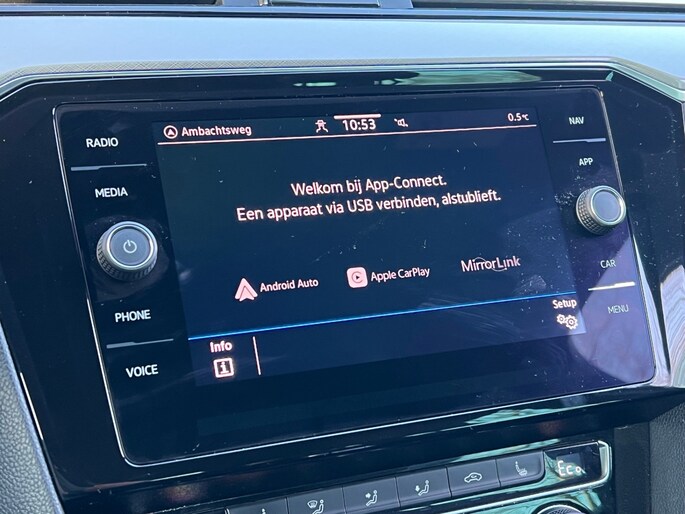 RADIO
MEDIA
PHONE
VOICE
Ambachtsweg 10:53 0.5°C
Welkom bij App-Connect.
Een apparaat via USB verbinden, alstublieft.
Android Auto Apple CarPlay MirrorLink
Setup
Info
NAV
APP
CAR
MENU
Eco